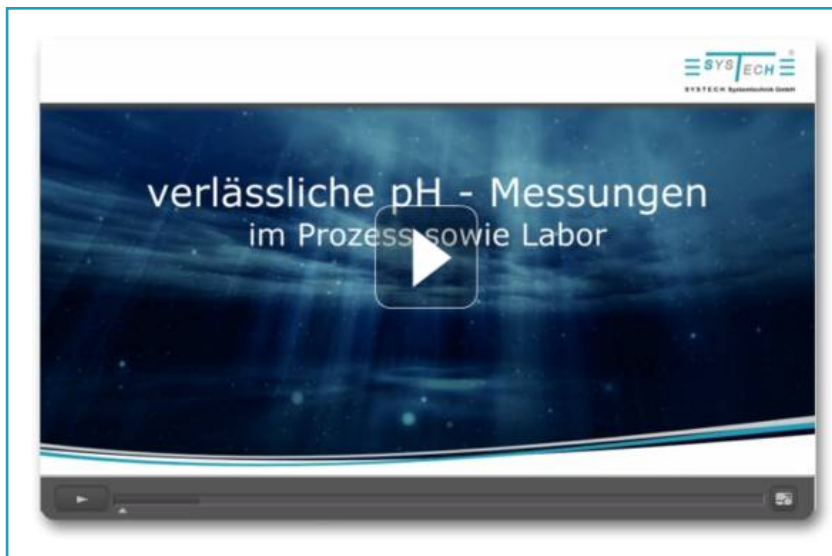 SYSTECH
SYSTECH Systemtechnik GmbH
verlässliche pH - Messungen
im Prozess sowie Labor